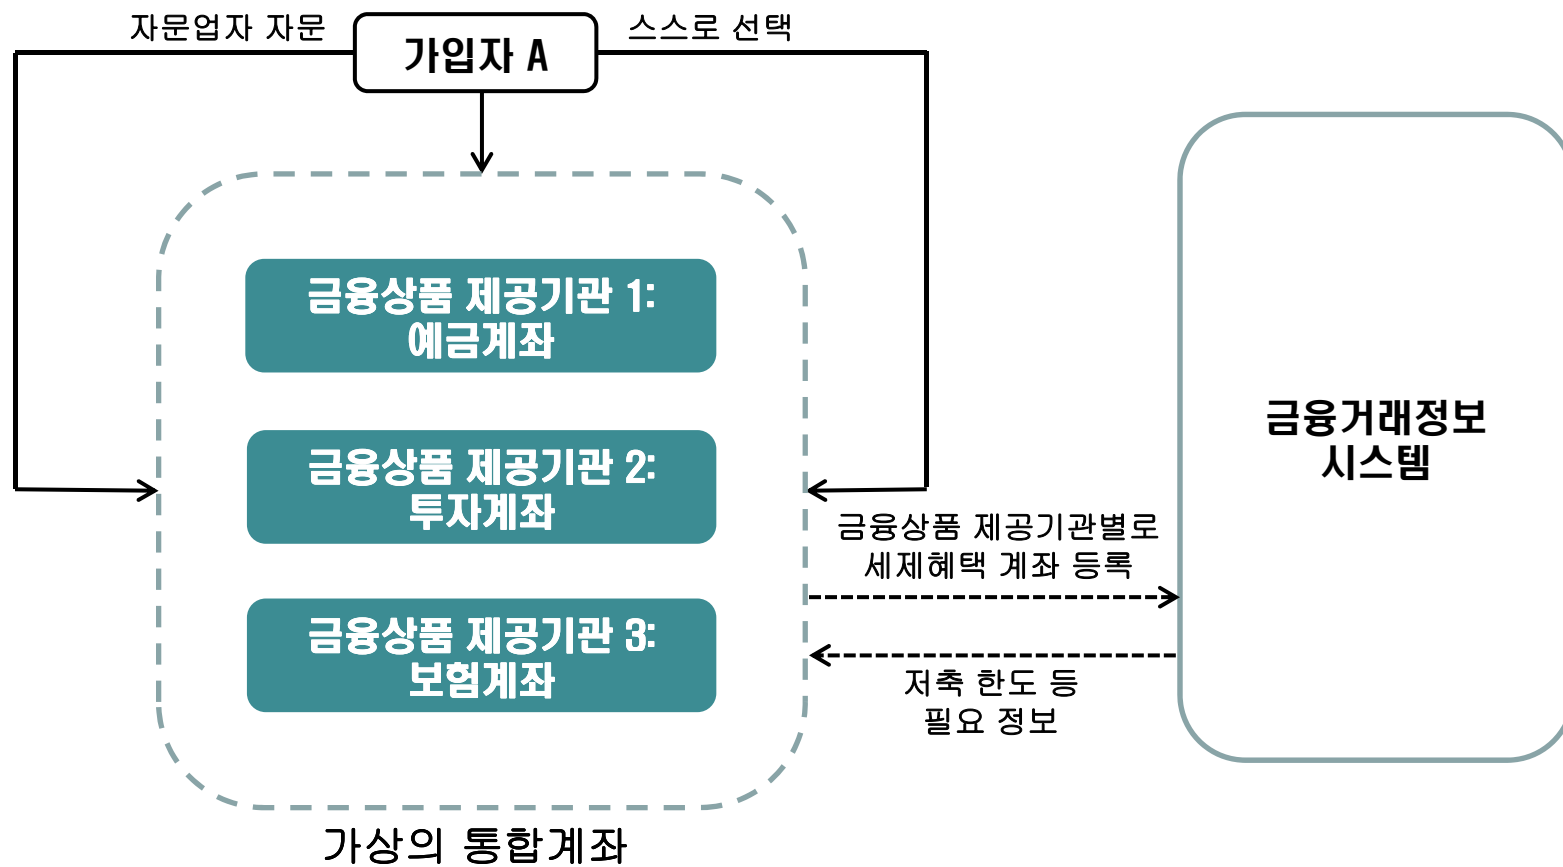 자문업자 자문
가입자 A
스스로 선택
금융상품 제공기관 1:
예금계좌
금융상품 제공기관 2:
투자계좌
금융상품 제공기관 3:
보험계좌
가상의 통합계좌
금융상품 제공기관별로
세제혜택 계좌 등록
저축 한도 등
필요 정보
금융거래정보
시스템